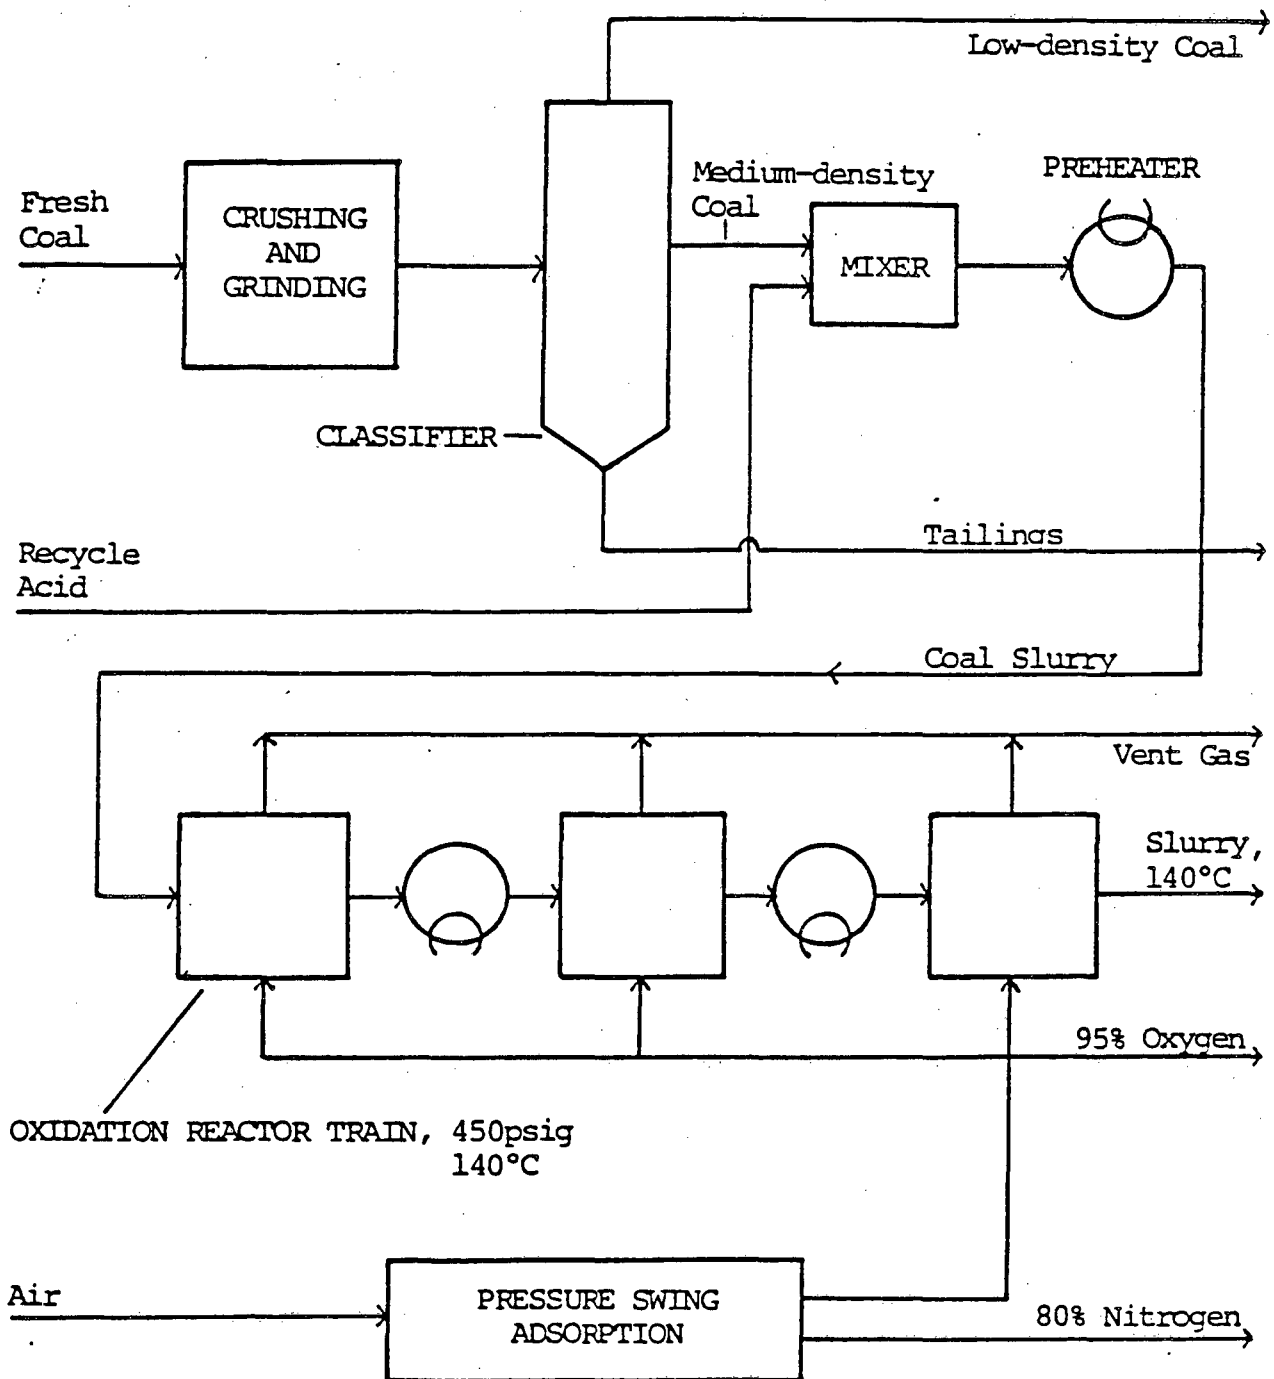 Low-density Coal
Medium-density
Coal
PREHEATER
Fresh
Coal
CRUSHING
AND
GRINDING
MIXER
CLASSIFIER
Tailings
Recycle
Acid
Coal Slurry
Vent Gas
Slurry,
140°C
95% Oxygen
OXIDATION REACTOR TRAIN, 450psig
140°C
Air
PRESSURE SWING
ADSORPTION
80% Nitrogen